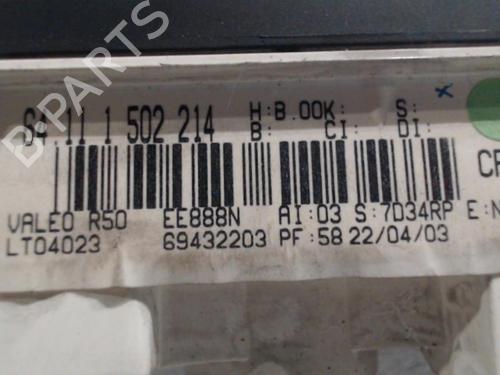 64.11 1 502 214 H:B.00K: S:
B: CI: DI:
VALEO R50 EE888N AI:03 S:7D34RP E:N
LT04023 69432203 PF:58 22/04/03
B-PARTS